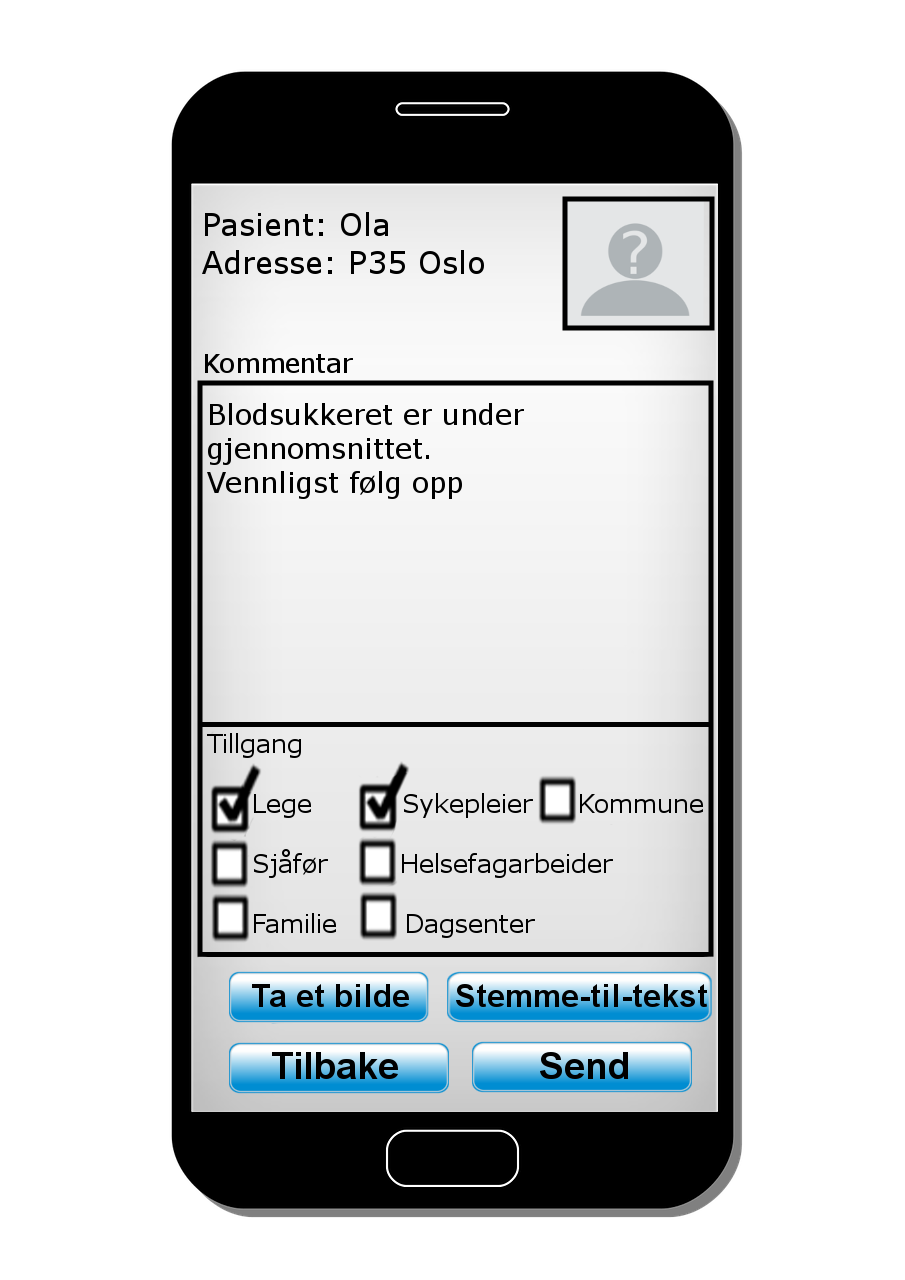 Pasient: Ola
Adresse: P35 Oslo
?
Kommentar
Blodsukkeret er under
gjennomsnittet.
Vennligst følg opp
Tillgang
Lege Sykepleier Kommune
Sjåfør Helsefagarbeider
Familie Dagsenter
Ta et bilde Stemme-til-tekst
Tilbake Send